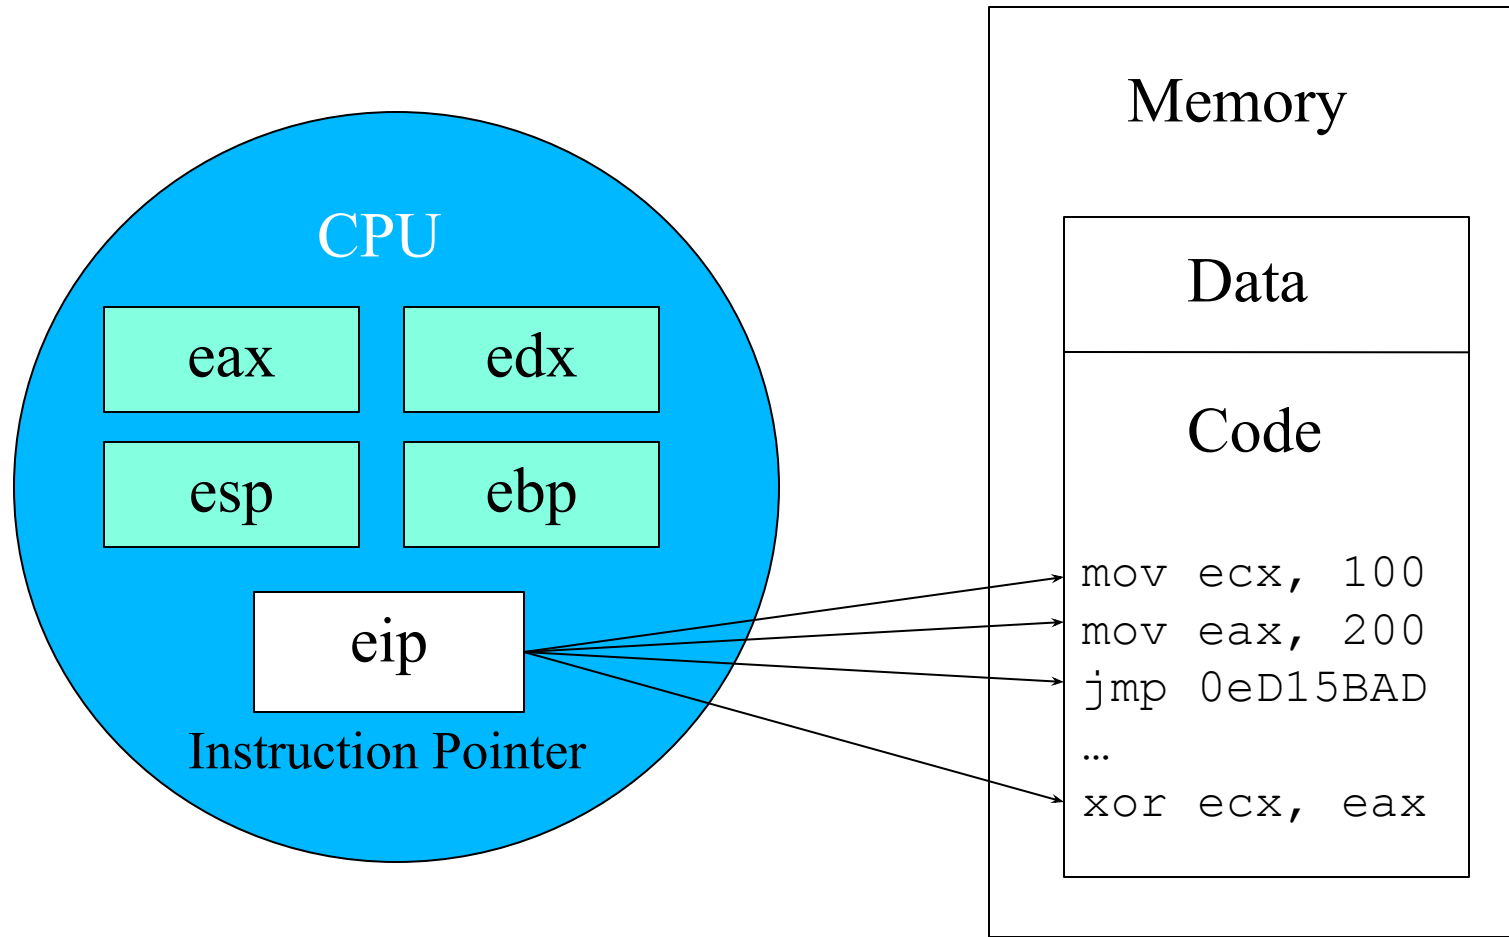 CPU
eax
edx
esp
ebp
eip
Instruction Pointer
Memory
Data
Code
mov ecx, 100
mov eax, 200
jmp 0eD15BAD
…
xor ecx, eax